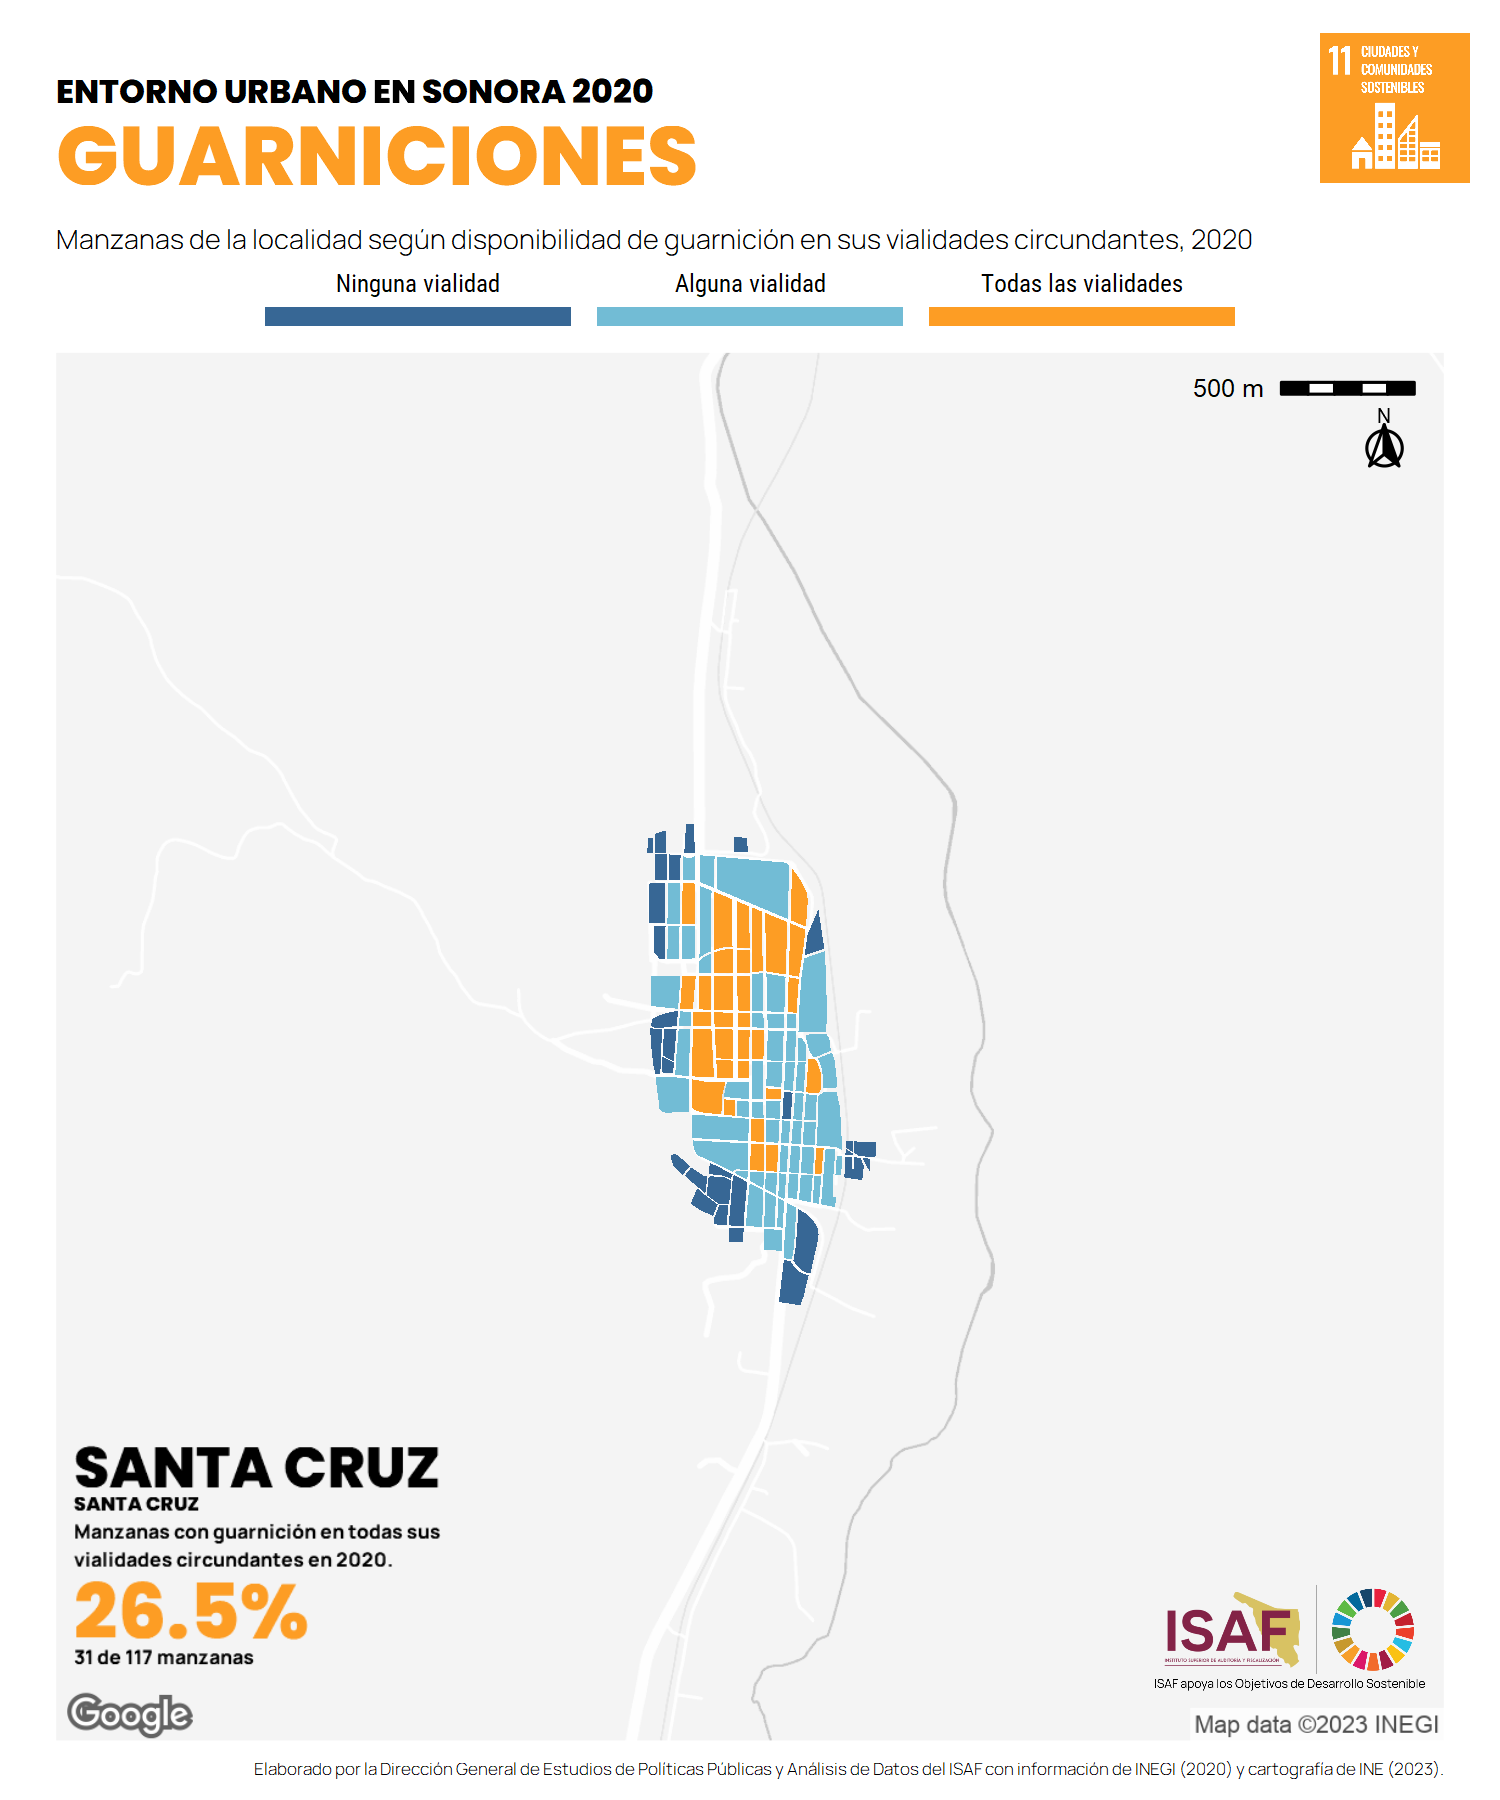 11 CIUDADES Y
COMUNIDADES
SOSTENIBLES
ENTORNO URBANO EN SONORA 2020
GUARNICIONES
Manzanas de la localidad según disponibilidad de guarnición en sus vialidades circundantes, 2020
Ninguna vialidad Alguna vialidad Todas las vialidades
500 m
N
SANTA CRUZ
SANTA CRUZ
Manzanas con guarnición en todas sus
vialidades circundantes en 2020.
26.5%
31 de 117 manzanas
ISAF
INSTITUTO SUPERIOR DE AUDITORÍA Y FISCALIZACIÓN
ISAF apoya los Objetivos de Desarrollo Sostenible
Google
Map data ©2023 INEGI
Elaborado por la Dirección General de Estudios de Políticas Públicas y Análisis de Datos del ISAF con información de INEGI (2020) y cartografía de INE (2023).